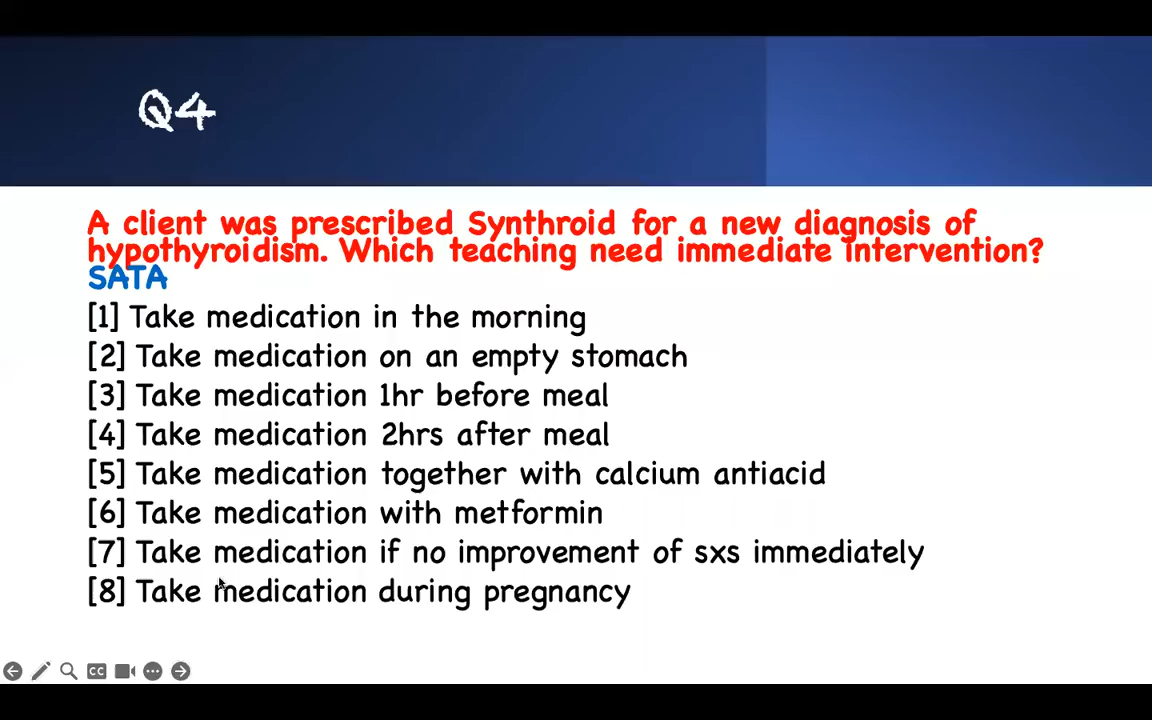 Q4
A client was prescribed Synthroid for a new diagnosis of
hypothyroidism. Which teaching need immediate intervention?
SATA
[1] Take medication in the morning
[2] Take medication on an empty stomach
[3] Take medication 1hr before meal
[4] Take medication 2hrs after meal
[5] Take medication together with calcium antiacid
[6] Take medication with metformin
[7] Take medication if no improvement of sxs immediately
[8] Take medication during pregnancy
CC